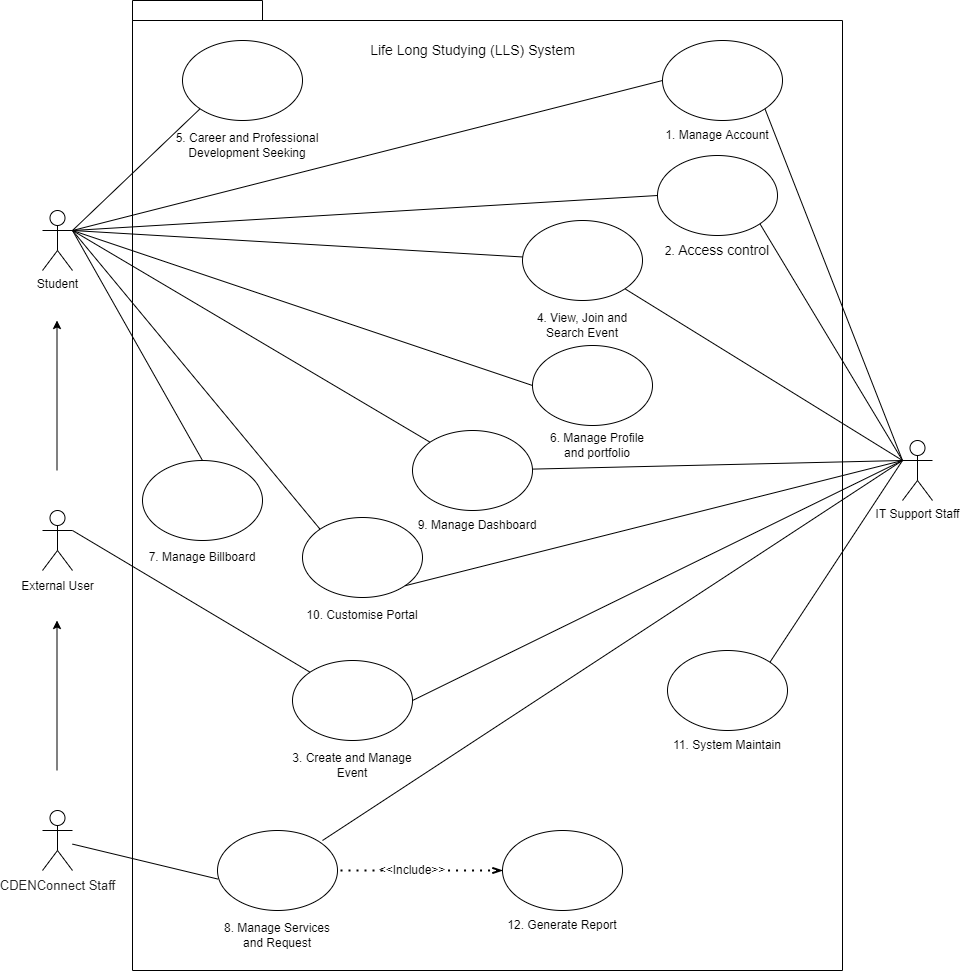 Life Long Studying (LLS) System
5. Career and Professional
Development Seeking
1. Manage Account
2. Access control
Student
4. View, Join and
Search Event
6. Manage Profile
and portfolio
9. Manage Dashboard
IT Support Staff
7. Manage Billboard
External User
10. Customise Portal
11. System Maintain
3. Create and Manage
Event
CDENConnect Staff
<<Include>>
8. Manage Services
and Request
12. Generate Report